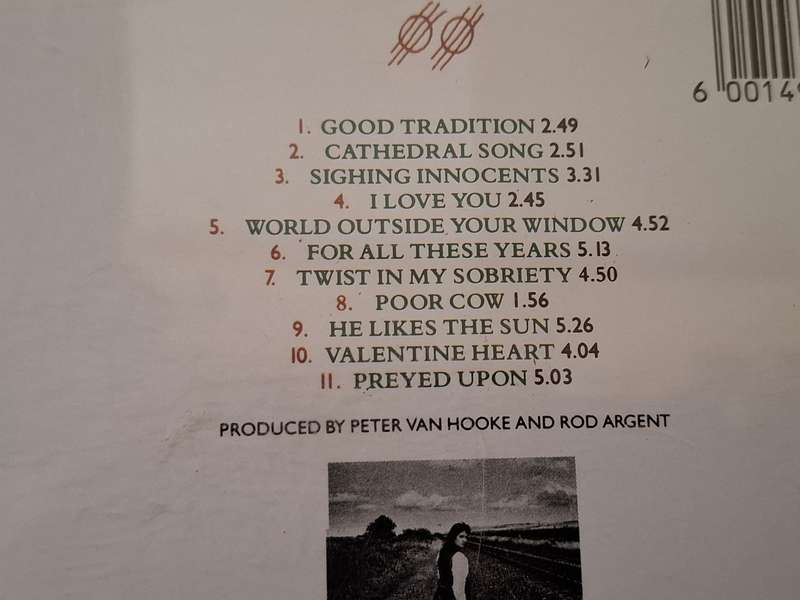 6 00149
1. GOOD TRADITION 2.49
2. CATHEDRAL SONG 2.51
3. SIGHING INNOCENTS 3.31
4. I LOVE YOU 2.45
5. WORLD OUTSIDE YOUR WINDOW 4.52
6. FOR ALL THESE YEARS 5.13
7. TWIST IN MY SOBRIETY 4.50
8. POOR COW 1.56
9. HE LIKES THE SUN 5.26
10. VALENTINE HEART 4.04
11. PREYED UPON 5.03
PRODUCED BY PETER VAN HOOKE AND ROD ARGENT